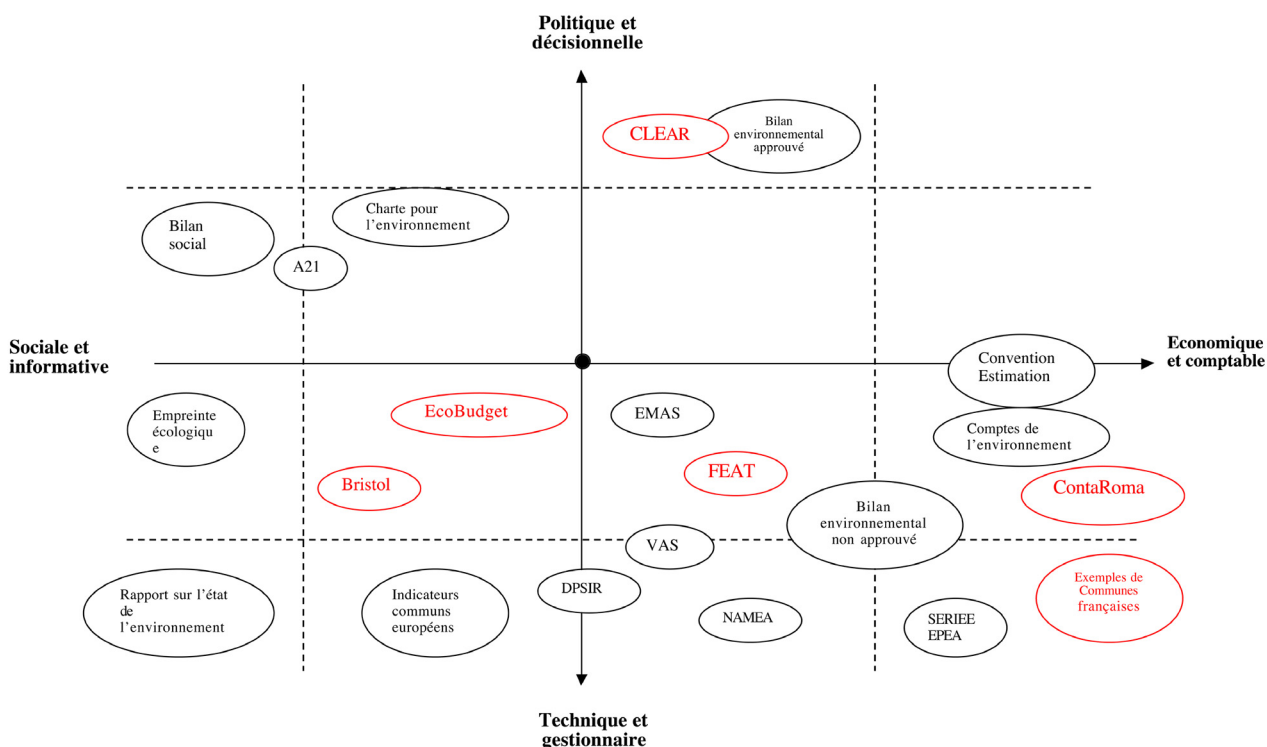 Politique et
décisionnelle
CLEAR
Bilan
environnemental
approuvé
Charte pour
l'environnement
Bilan
social
A21
Sociale et
informative
Economique
et comptable
Convention
Estimation
Empreinte
écologiqu
e
EcoBudget
EMAS
Comptes de
l'environnement
Bristol
FEAT
ContaRoma
Bilan
environnemental
non approuvé
VAS
Rapport sur l'état
de
l'environnement
Indicateurs
communs
européens
DPSIR
NAMEA
SERIEE
EPEA
Exemples de
Communes
françaises
Technique et
gestionnaire